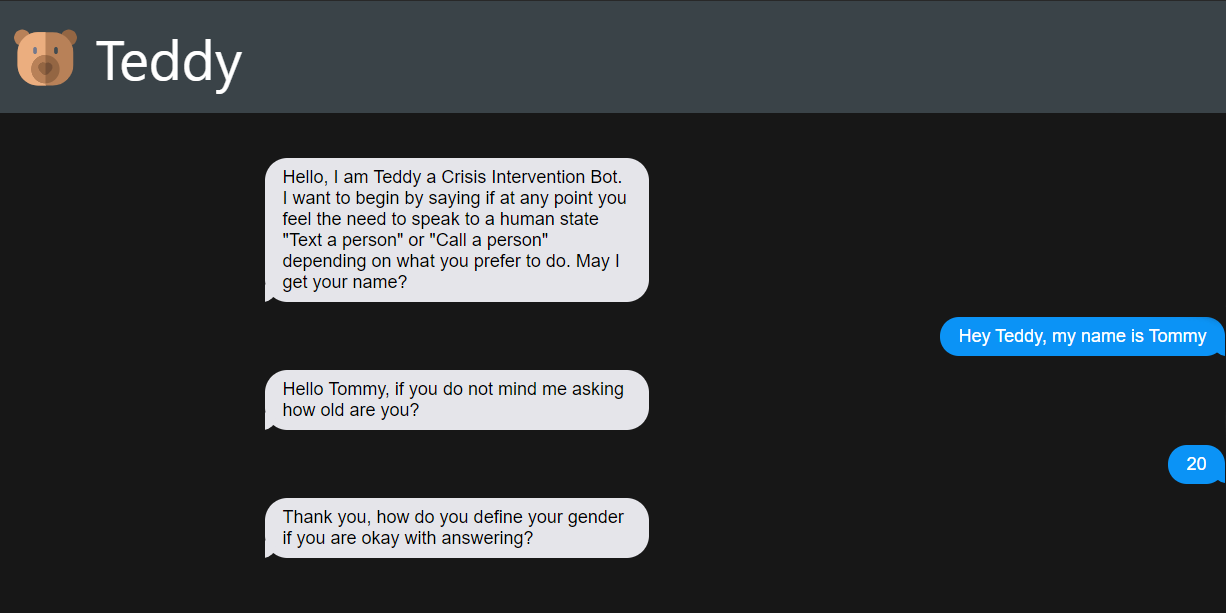 Teddy
Hello, I am Teddy a Crisis Intervention Bot.
I want to begin by saying if at any point you
feel the need to speak to a human state
"Text a person" or "Call a person"
depending on what you prefer to do. May I
get your name?
Hey Teddy, my name is Tommy
Hello Tommy, if you do not mind me asking
how old are you?
20
Thank you, how do you define your gender
if you are okay with answering?